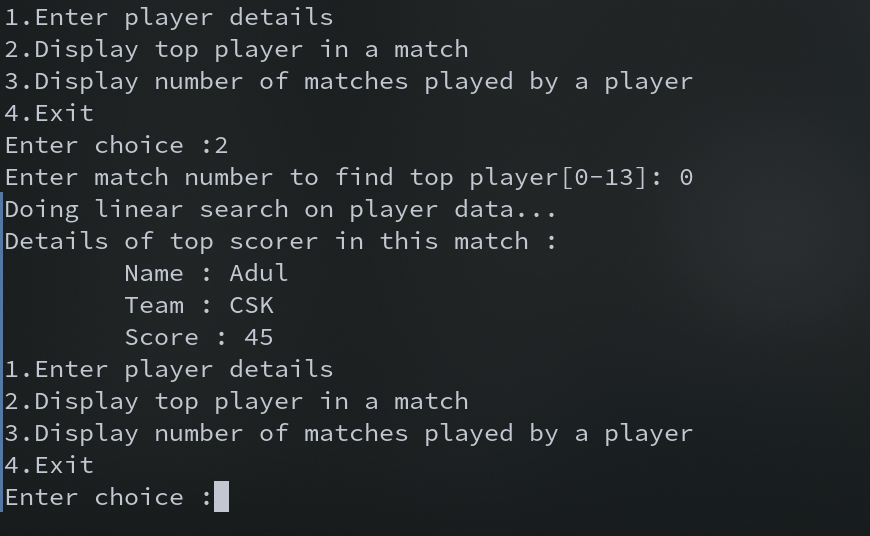 1.Enter player details
2.Display top player in a match
3.Display number of matches played by a player
4.Exit
Enter choice :2
Enter match number to find top player[0-13]: 0
Doing linear search on player data...
Details of top scorer in this match :
        Name : Adul
        Team : CSK
        Score : 45
1.Enter player details
2.Display top player in a match
3.Display number of matches played by a player
4.Exit
Enter choice :